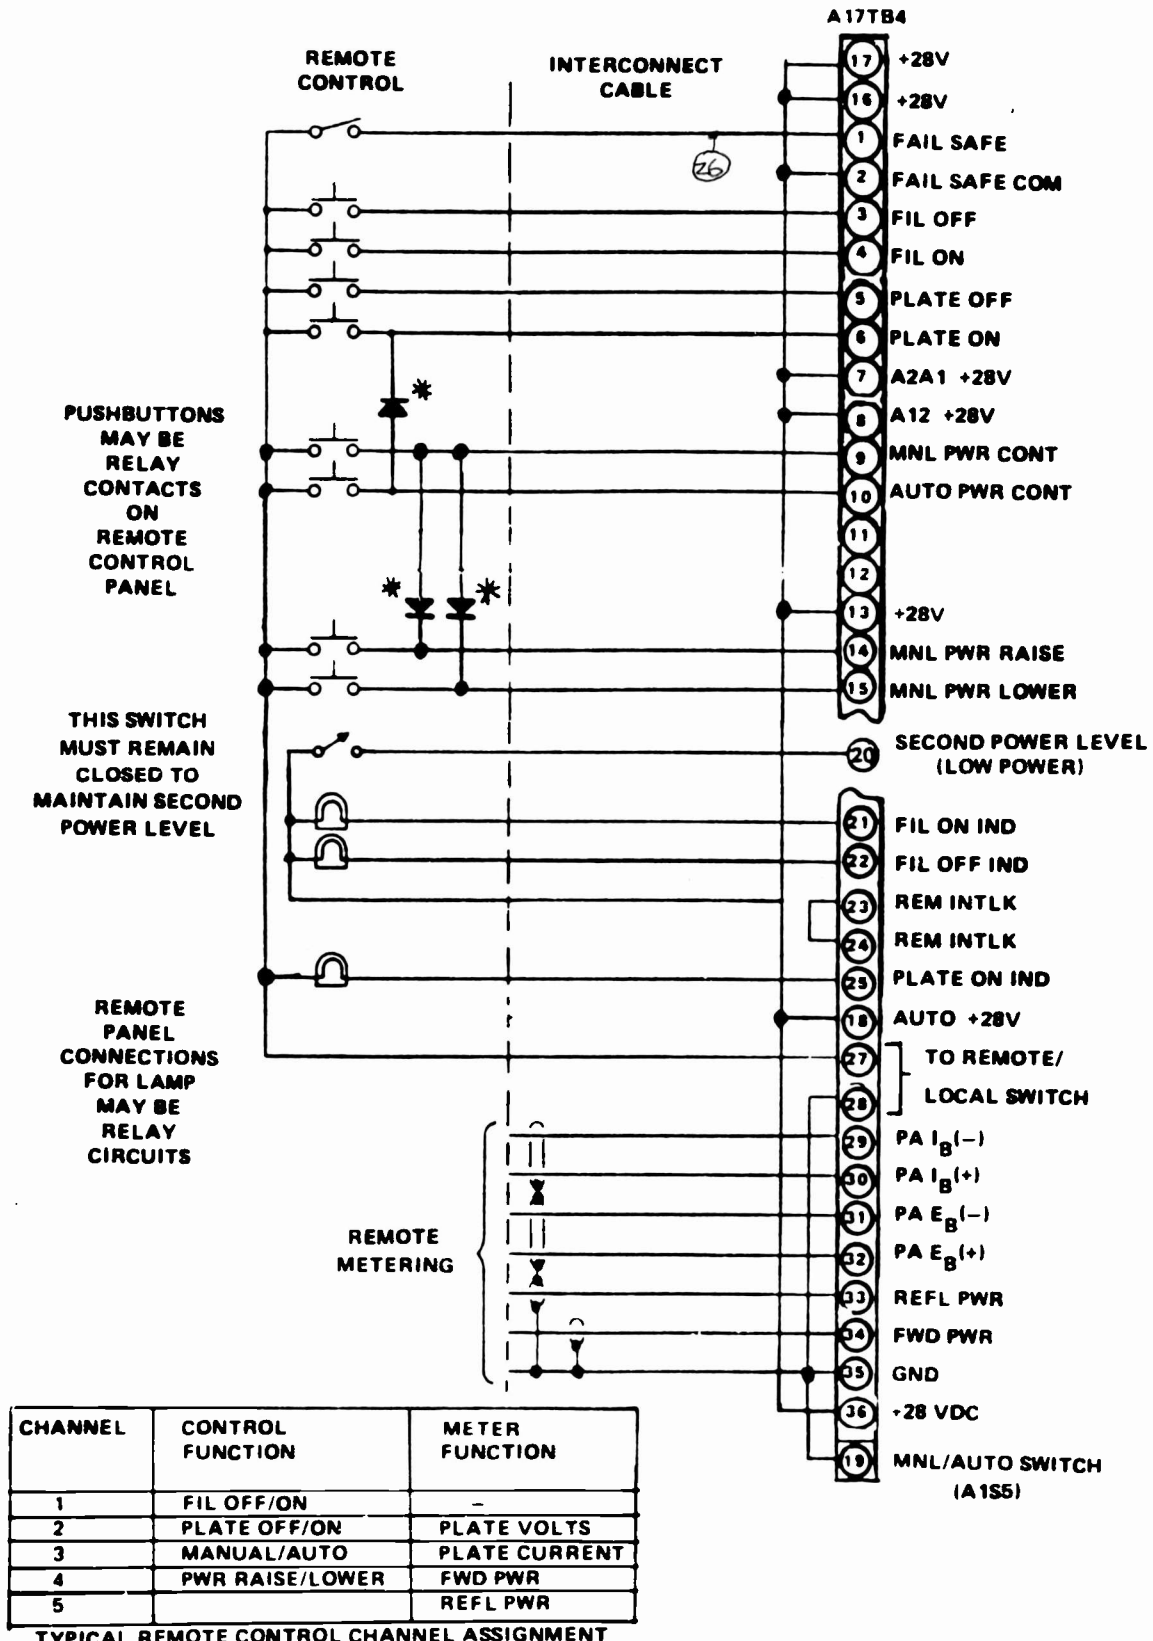 A17TB4
REMOTE
CONTROL
INTERCONNECT
CABLE
17 +28V
16 +28V
1 FAIL SAFE
26
2 FAIL SAFE COM
3 FIL OFF
4 FIL ON
5 PLATE OFF
6 PLATE ON
7 A2A1 +28V
8 A12 +28V
9 MNL PWR CONT
10 AUTO PWR CONT
11
12
13 +28V
14 MNL PWR RAISE
15 MNL PWR LOWER
*
* *
PUSHBUTTONS
MAY BE
RELAY
CONTACTS
ON
REMOTE
CONTROL
PANEL
THIS SWITCH
MUST REMAIN
CLOSED TO
MAINTAIN SECOND
POWER LEVEL
20 SECOND POWER LEVEL
(LOW POWER)
21 FIL ON IND
22 FIL OFF IND
23 REM INTLK
24 REM INTLK
25 PLATE ON IND
18 AUTO +28V
27 TO REMOTE/
28 LOCAL SWITCH
29 PA IB(−)
30 PA IB(+)
31 PA EB(−)
32 PA EB(+)
33 REFL PWR
34 FWD PWR
35 GND
36 +28 VDC
19 MNL/AUTO SWITCH
(A1S5)
REMOTE
PANEL
CONNECTIONS
FOR LAMP
MAY BE
RELAY
CIRCUITS
REMOTE
METERING
CHANNEL CONTROL FUNCTION METER FUNCTION
1 FIL OFF/ON −
2 PLATE OFF/ON PLATE VOLTS
3 MANUAL/AUTO PLATE CURRENT
4 PWR RAISE/LOWER FWD PWR
5 REFL PWR
TYPICAL REMOTE CONTROL CHANNEL ASSIGNMENT